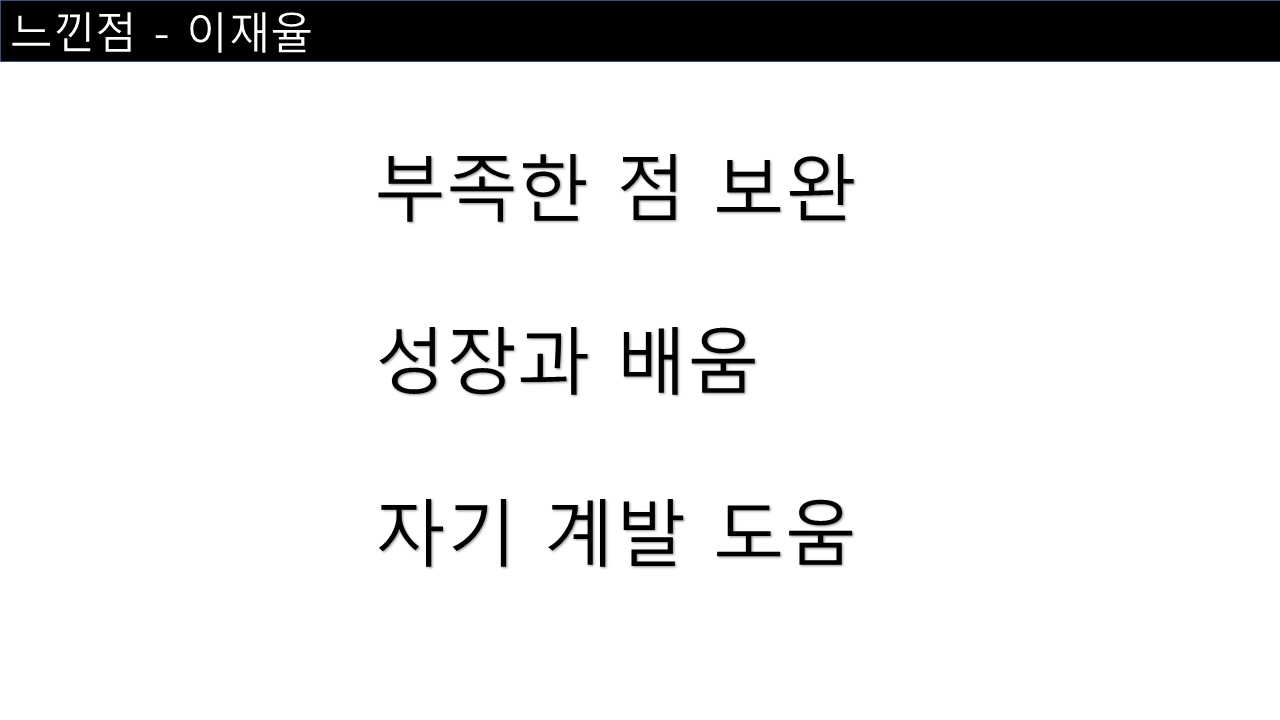 느낀점 - 이재율
부족한 점 보완
성장과 배움
자기 계발 도움